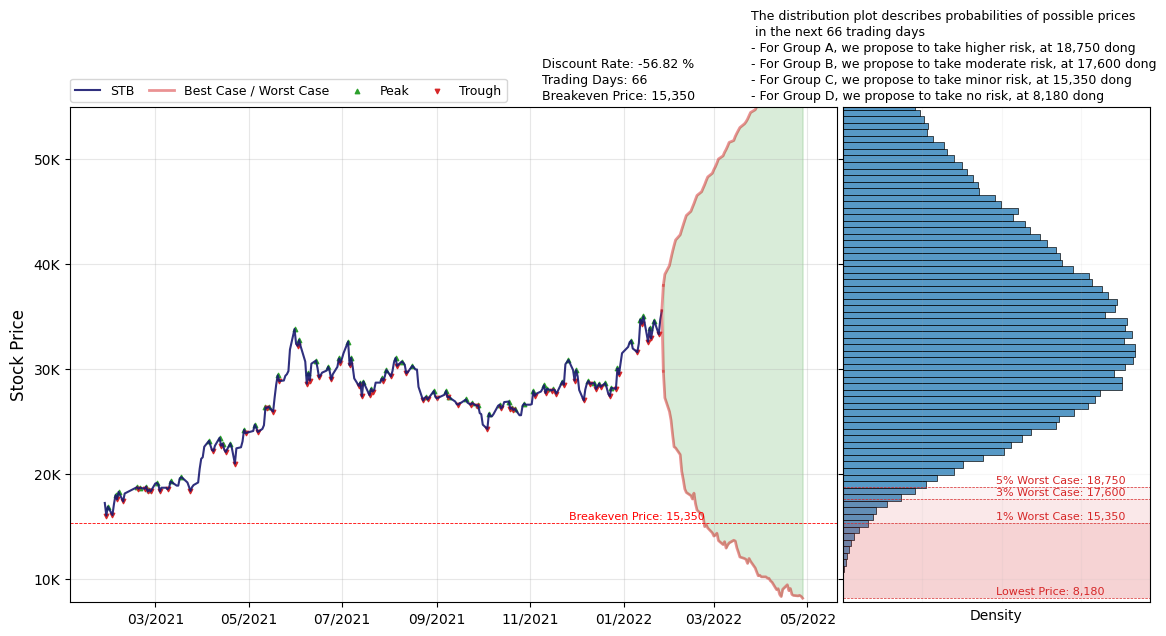 The distribution plot describes probabilities of possible prices
in the next 66 trading days
- For Group A, we propose to take higher risk, at 18,750 dong
- For Group B, we propose to take moderate risk, at 17,600 dong
- For Group C, we propose to take minor risk, at 15,350 dong
- For Group D, we propose to take no risk, at 8,180 dong
Discount Rate: -56.82 %
Trading Days: 66
Breakeven Price: 15,350
STB
Best Case / Worst Case
Peak
Trough
Stock Price
50K
40K
30K
20K
10K
Breakeven Price: 15,350
03/2021
05/2021
07/2021
09/2021
11/2021
01/2022
03/2022
05/2022
5% Worst Case: 18,750
3% Worst Case: 17,600
1% Worst Case: 15,350
Lowest Price: 8,180
Density